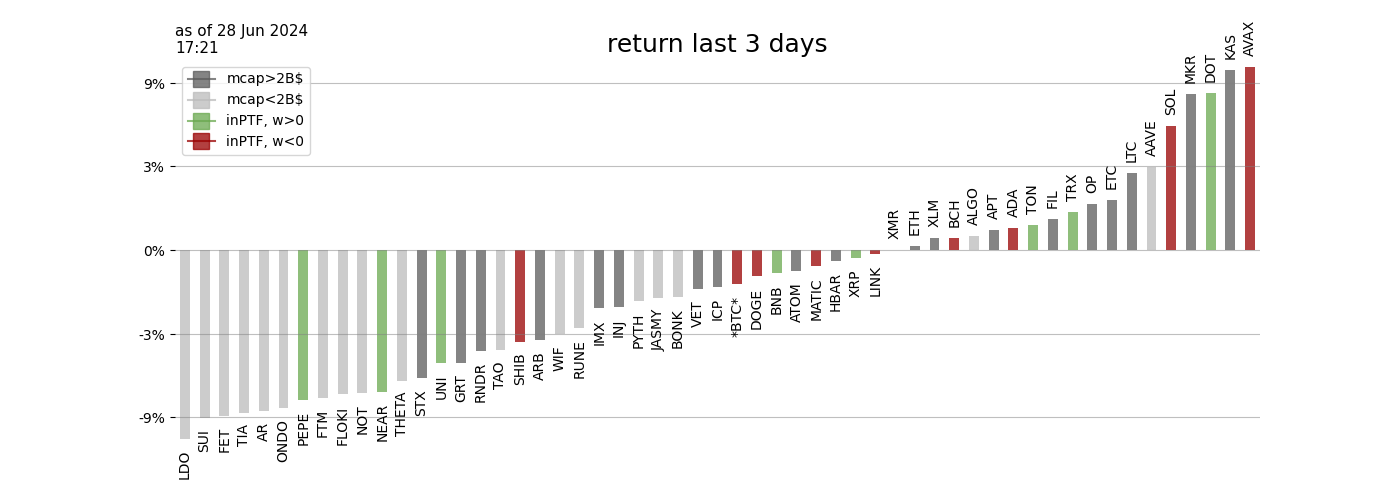 as of 28 Jun 2024
17:21
return last 3 days
mcap>2B$
mcap<2B$
inPTF, w>0
inPTF, w<0
9%
3%
0%
-3%
-9%
LDO
SUI
FET
TIA
AR
ONDO
PEPE
FTM
FLOKI
NOT
NEAR
THETA
STX
UNI
GRT
RNDR
TAO
SHIB
ARB
WIF
RUNE
IMX
INJ
PYTH
JASMY
BONK
VET
ICP
*BTC*
DOGE
BNB
ATOM
MATIC
HBAR
XRP
LINK
XMR
ETH
XLM
BCH
ALGO
APT
ADA
TON
FIL
TRX
OP
ETC
LTC
AAVE
SOL
MKR
DOT
KAS
AVAX